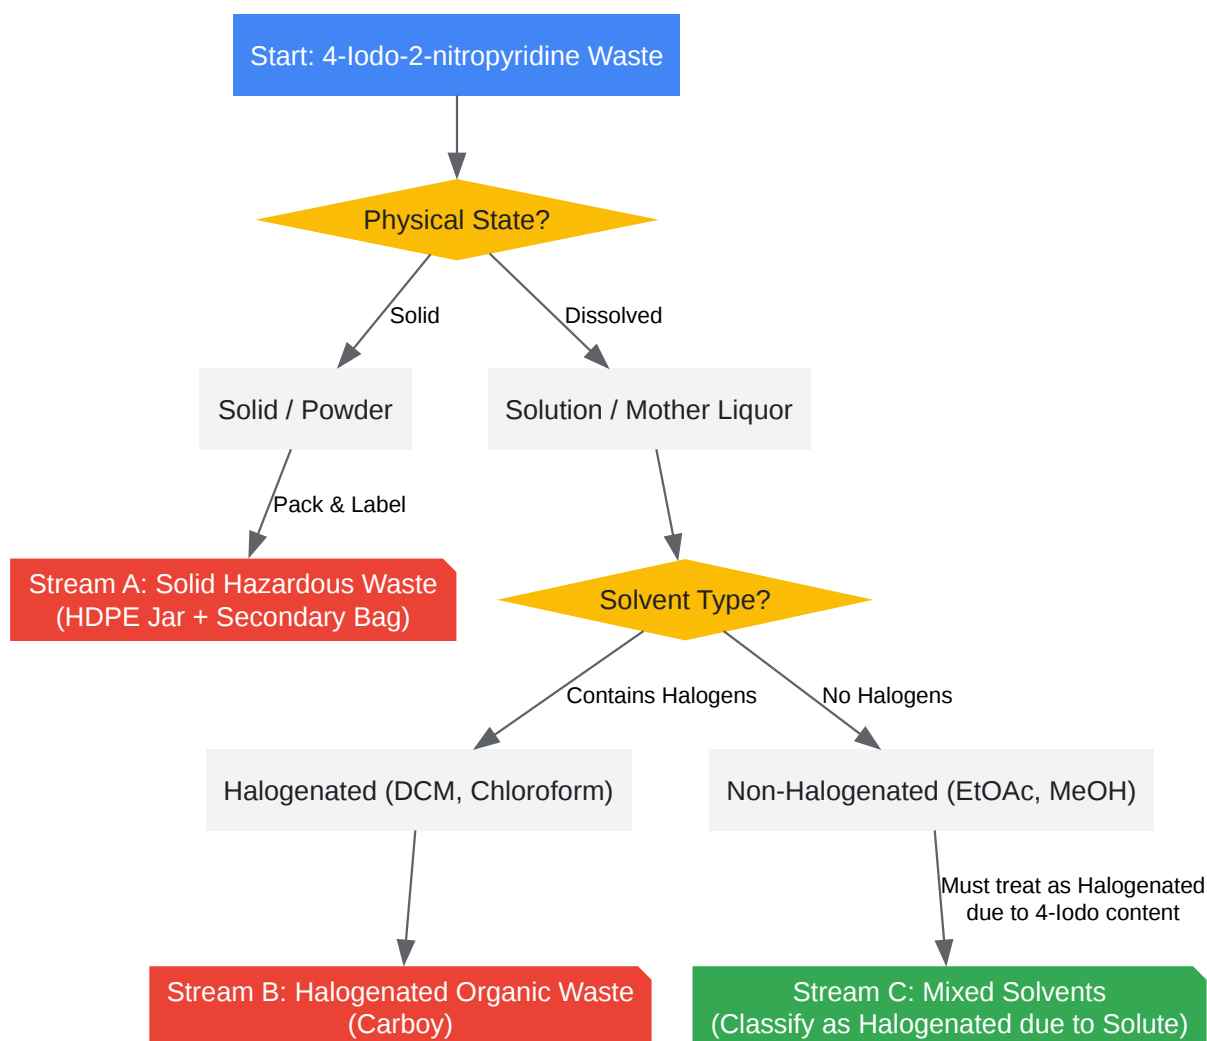 Start: 4-Iodo-2-nitropyridine Waste
Physical State?
Solid
Dissolved
Solid / Powder
Solution / Mother Liquor
Pack & Label
Stream A: Solid Hazardous Waste
(HDPE Jar + Secondary Bag)
Solvent Type?
Contains Halogens
No Halogens
Halogenated (DCM, Chloroform)
Non-Halogenated (EtOAc, MeOH)
Must treat as Halogenated
due to 4-Iodo content
Stream B: Halogenated Organic Waste
(Carboy)
Stream C: Mixed Solvents
(Classify as Halogenated due to Solute)